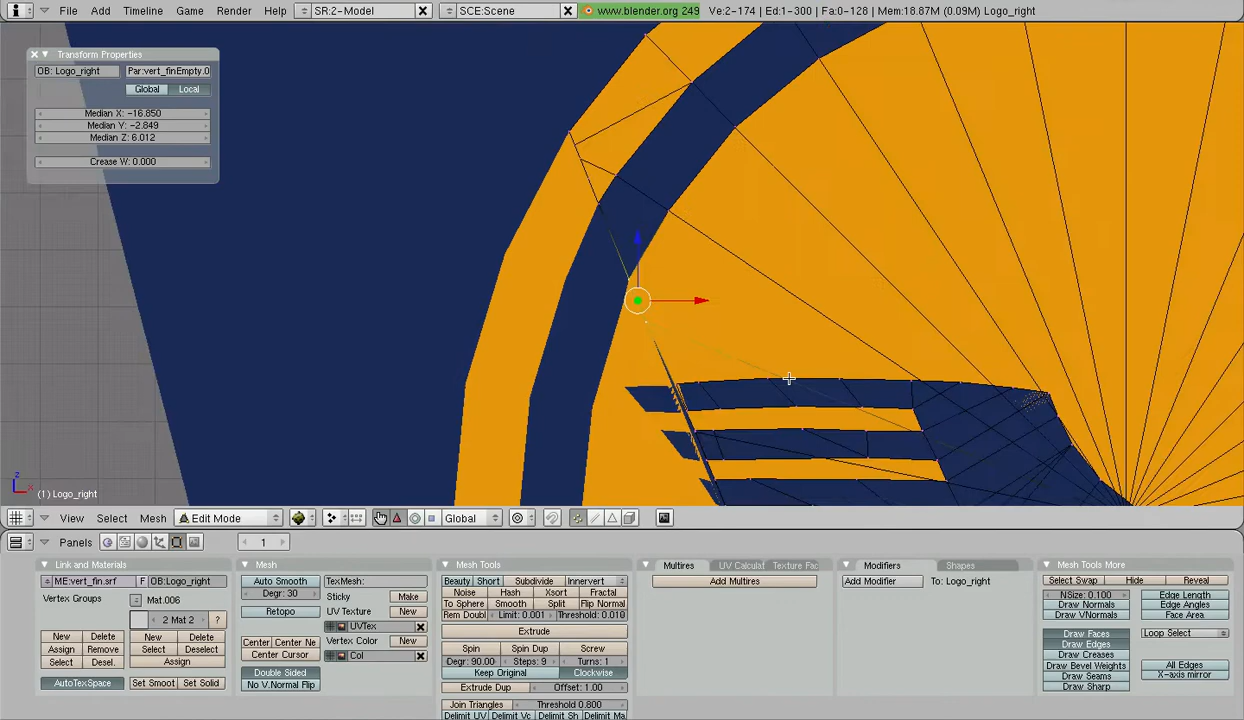 File Add Timeline Game Render Help SR:2-Model SCE:Scene www.blender.org 249 Ve:2-174 | Ed:1-300 | Fa:0-128 | Mem:18.87M (0.09M) Logo_right
Transform Properties
OB: Logo_right Par:vert_finEmpty.0
Global Local
Median X: -16.850
Median Y: -2.849
Median Z: 6.012
Crease W: 0.000
z
x
(1) Logo_right
View Select Mesh Edit Mode Global
Panels 1
Link and Materials
ME:vert_fin.srf F OB:Logo_right
Vertex Groups Mat.006
2 Mat 2 ?
New Delete New Delete
Assign Remove Select Deselect
Select Desel. Assign
AutoTexSpace Set Smoot Set Solid
Mesh
Auto Smooth TexMesh:
Degr: 30 Sticky Make
Retopo UV Texture New
UVTex
Center Center Ne Vertex Color New
Center Cursor Col
Double Sided
No V.Normal Flip
Mesh Tools
Beauty Short Subdivide Innervert
Noise Hash Xsort Fractal
To Sphere Smooth Split Flip Normal
Rem Doubl Limit: 0.001 Threshold: 0.010
Extrude
Spin Spin Dup Screw
Degr: 90.00 Steps: 9 Turns: 1
Keep Original Clockwise
Extrude Dup Offset: 1.00
Join Triangles Threshold 0.800
Delimit UV Delimit Vc Delimit Sh Delimit Ma
Multires UV Calculat Texture Fac
Add Multires
Modifiers Shapes
Add Modifier To: Logo_right
Mesh Tools More
Select Swap Hide Reveal
NSize: 0.100 Edge Length
Draw Normals Edge Angles
Draw VNormals Face Area
Draw Faces Loop Select
Draw Edges
Draw Creases
Draw Bevel Weights All Edges
Draw Seams X-axis mirror
Draw Sharp